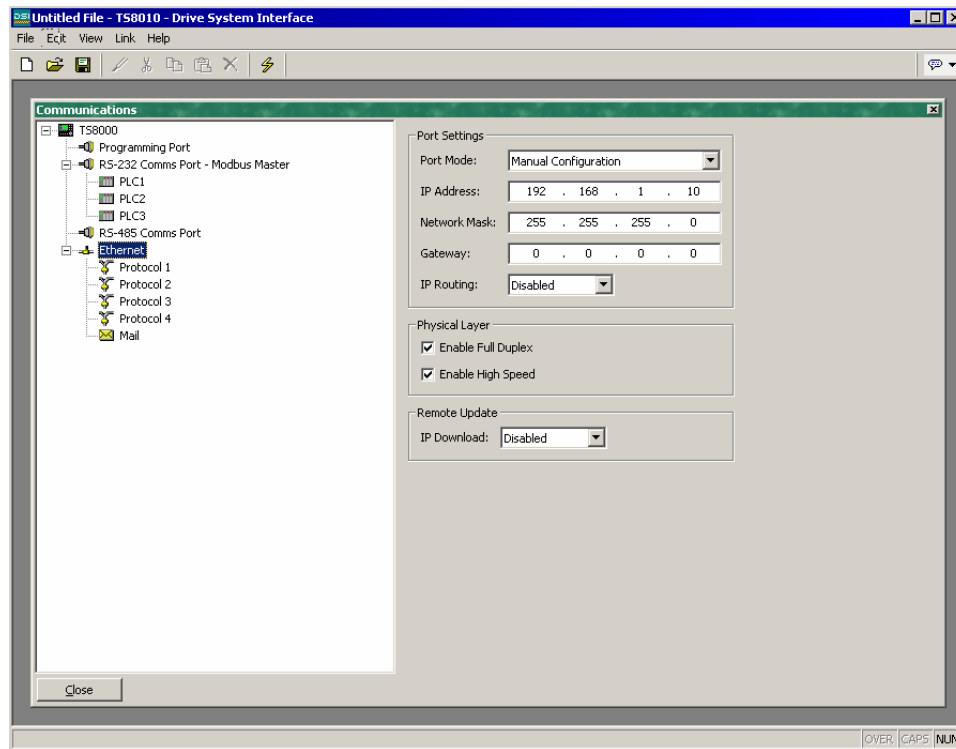 DSI Untitled File - TS8010 - Drive System Interface
File Edit View Link Help
Communications
TS8000
Programming Port
RS-232 Comms Port - Modbus Master
PLC1
PLC2
PLC3
RS-485 Comms Port
Ethernet
Protocol 1
Protocol 2
Protocol 3
Protocol 4
Mail
Port Settings
Port Mode: Manual Configuration
IP Address: 192 . 168 . 1 . 10
Network Mask: 255 . 255 . 255 . 0
Gateway: 0 . 0 . 0 . 0
IP Routing: Disabled
Physical Layer
Enable Full Duplex
Enable High Speed
Remote Update
IP Download: Disabled
Close
OVER CAPS NUM